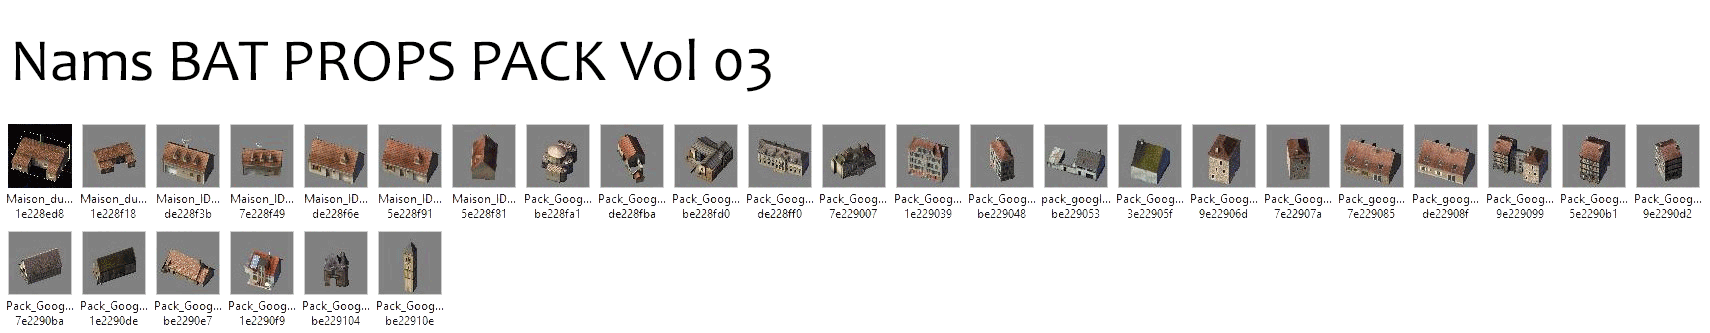 Nams BAT PROPS PACK Vol 03
Maison_du... Maison_du... Maison_ID... Maison_ID... Maison_ID... Maison_ID... Maison_ID... Pack_Goog... Pack_Goog... Pack_Goog... Pack_Goog... Pack_Goog... Pack_Goog... Pack_Goog... pack_googl... Pack_Goog... Pack_Goog... Pack_Goog... Pack_goog... Pack_goog... Pack_Goog... Pack_Goog... Pack_Goog...
1e228ed8 1e228f18 de228f3b 7e228f49 de228f6e 5e228f91 5e228f81 be228fa1 de228fba be228fd0 de228ff0 7e229007 1e229039 be229048 be229053 3e22905f 9e22906d 7e22907a 7e229085 de22908f 9e229099 5e2290b1 9e2290d2
Pack_Goog... Pack_Goog... Pack_Goog... Pack_Goog... Pack_Goog... Pack_Goog...
7e2290ba 1e2290de be2290e7 1e2290f9 be229104 be22910e